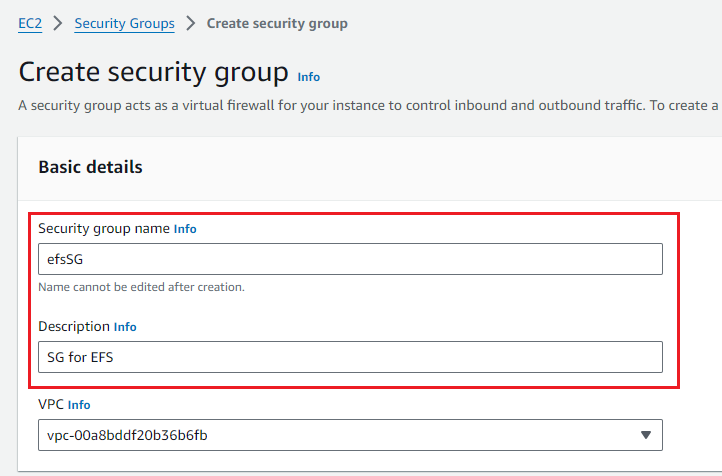 EC2 > Security Groups > Create security group
Create security group Info
A security group acts as a virtual firewall for your instance to control inbound and outbound traffic. To create a
Basic details
Security group name Info
efsSG
Name cannot be edited after creation.
Description Info
SG for EFS
VPC Info
vpc-00a8bddf20b36b6fb